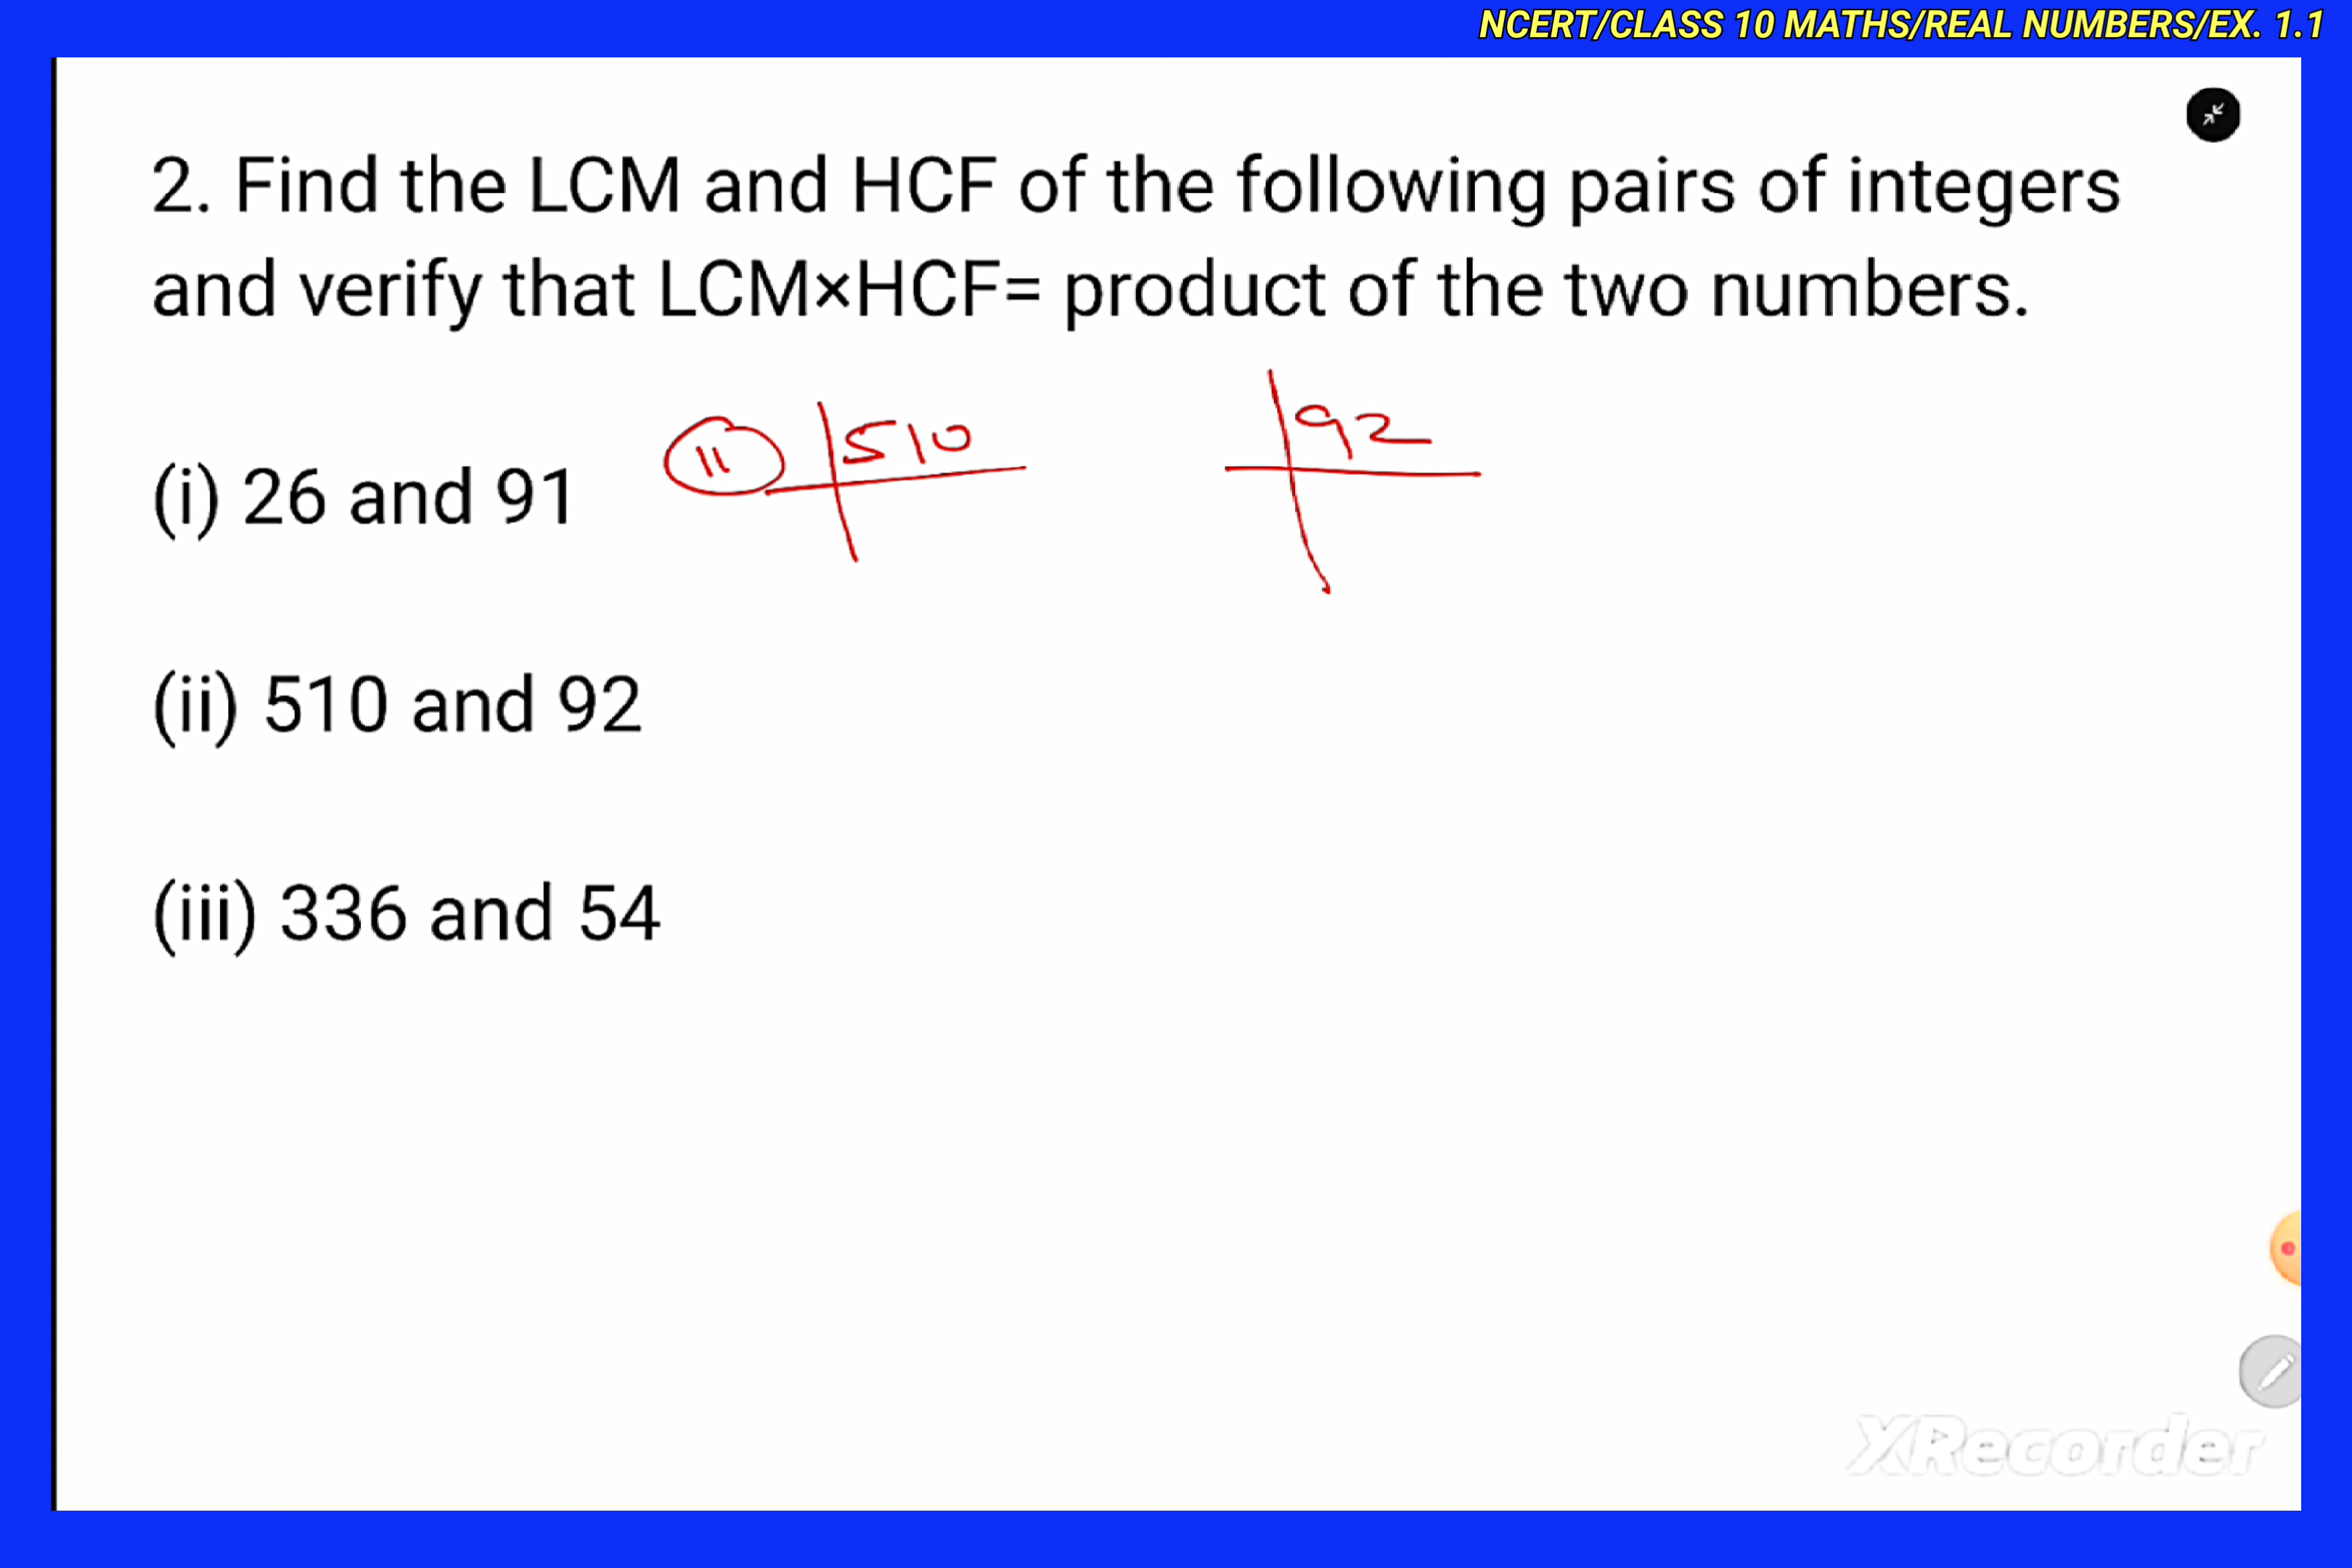 NCERT/CLASS 10 MATHS/REAL NUMBERS/EX. 1.1
2. Find the LCM and HCF of the following pairs of integers
and verify that LCM×HCF= product of the two numbers.
(ii) 510 92
(i) 26 and 91
(ii) 510 and 92
(iii) 336 and 54
XRecorder